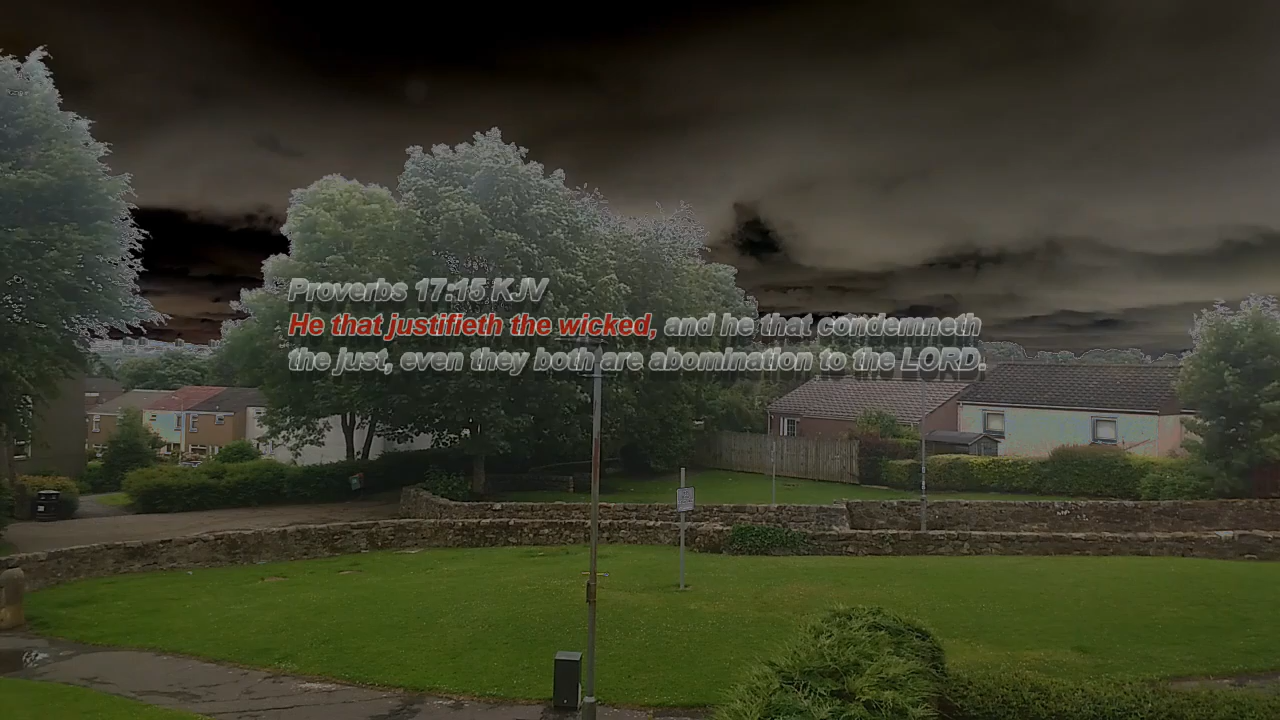 Proverbs 17:15 KJV
He that justifieth the wicked, and he that condemneth
the just, even they both are abomination to the LORD.